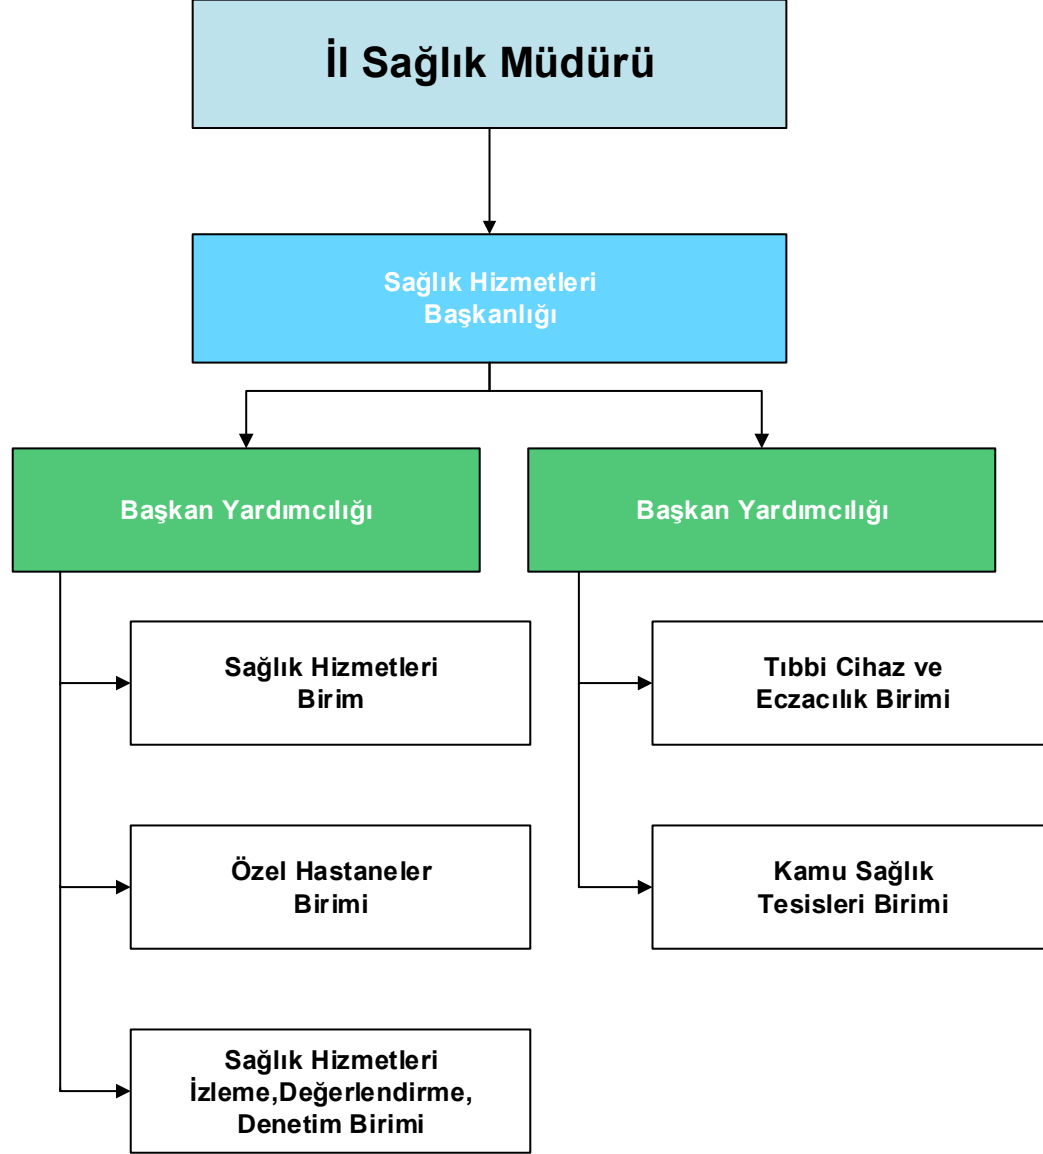 İl Sağlık Müdürü
Sağlık Hizmetleri
Başkanlığı
Başkan Yardımcılığı
Başkan Yardımcılığı
Sağlık Hizmetleri
Birim
Tıbbi Cihaz ve
Eczacılık Birimi
Özel Hastaneler
Birimi
Kamu Sağlık
Tesisleri Birimi
Sağlık Hizmetleri
İzleme,Değerlendirme,
Denetim Birimi